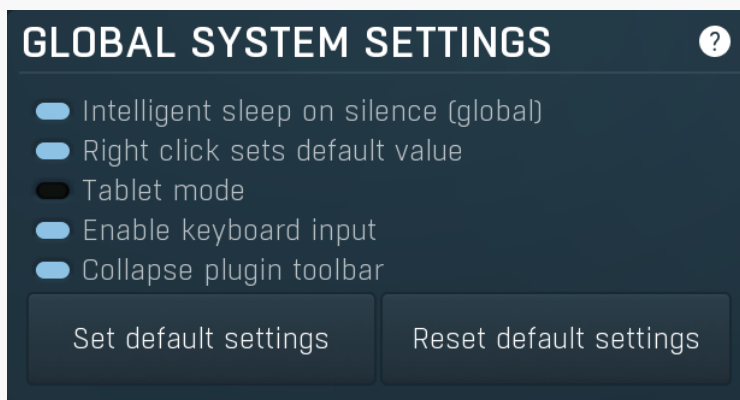 GLOBAL SYSTEM SETTINGS ?
Intelligent sleep on silence (global)
Right click sets default value
Tablet mode
Enable keyboard input
Collapse plugin toolbar
Set default settings Reset default settings